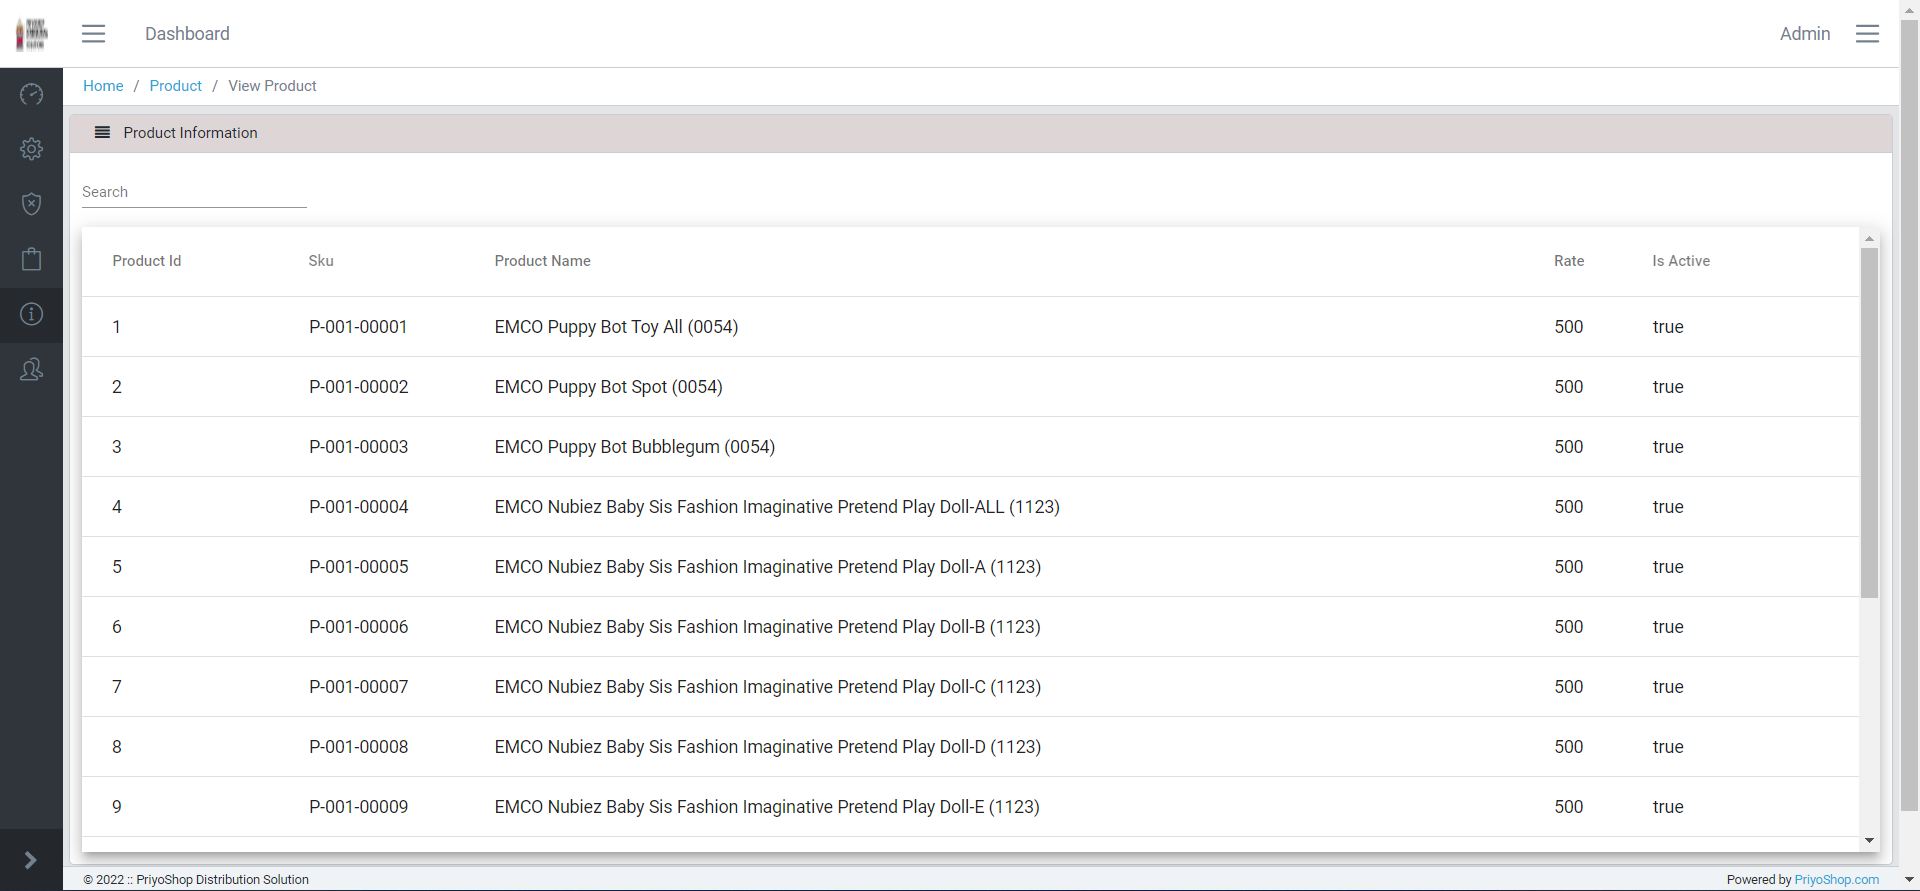 Dashboard Admin
Home / Product / View Product
Product Information
Search
Product Id Sku Product Name Rate Is Active
1 P-001-00001 EMCO Puppy Bot Toy All (0054) 500 true
2 P-001-00002 EMCO Puppy Bot Spot (0054) 500 true
3 P-001-00003 EMCO Puppy Bot Bubblegum (0054) 500 true
4 P-001-00004 EMCO Nubiez Baby Sis Fashion Imaginative Pretend Play Doll-ALL (1123) 500 true
5 P-001-00005 EMCO Nubiez Baby Sis Fashion Imaginative Pretend Play Doll-A (1123) 500 true
6 P-001-00006 EMCO Nubiez Baby Sis Fashion Imaginative Pretend Play Doll-B (1123) 500 true
7 P-001-00007 EMCO Nubiez Baby Sis Fashion Imaginative Pretend Play Doll-C (1123) 500 true
8 P-001-00008 EMCO Nubiez Baby Sis Fashion Imaginative Pretend Play Doll-D (1123) 500 true
9 P-001-00009 EMCO Nubiez Baby Sis Fashion Imaginative Pretend Play Doll-E (1123) 500 true
© 2022 :: PriyoShop Distribution Solution Powered by PriyoShop.com